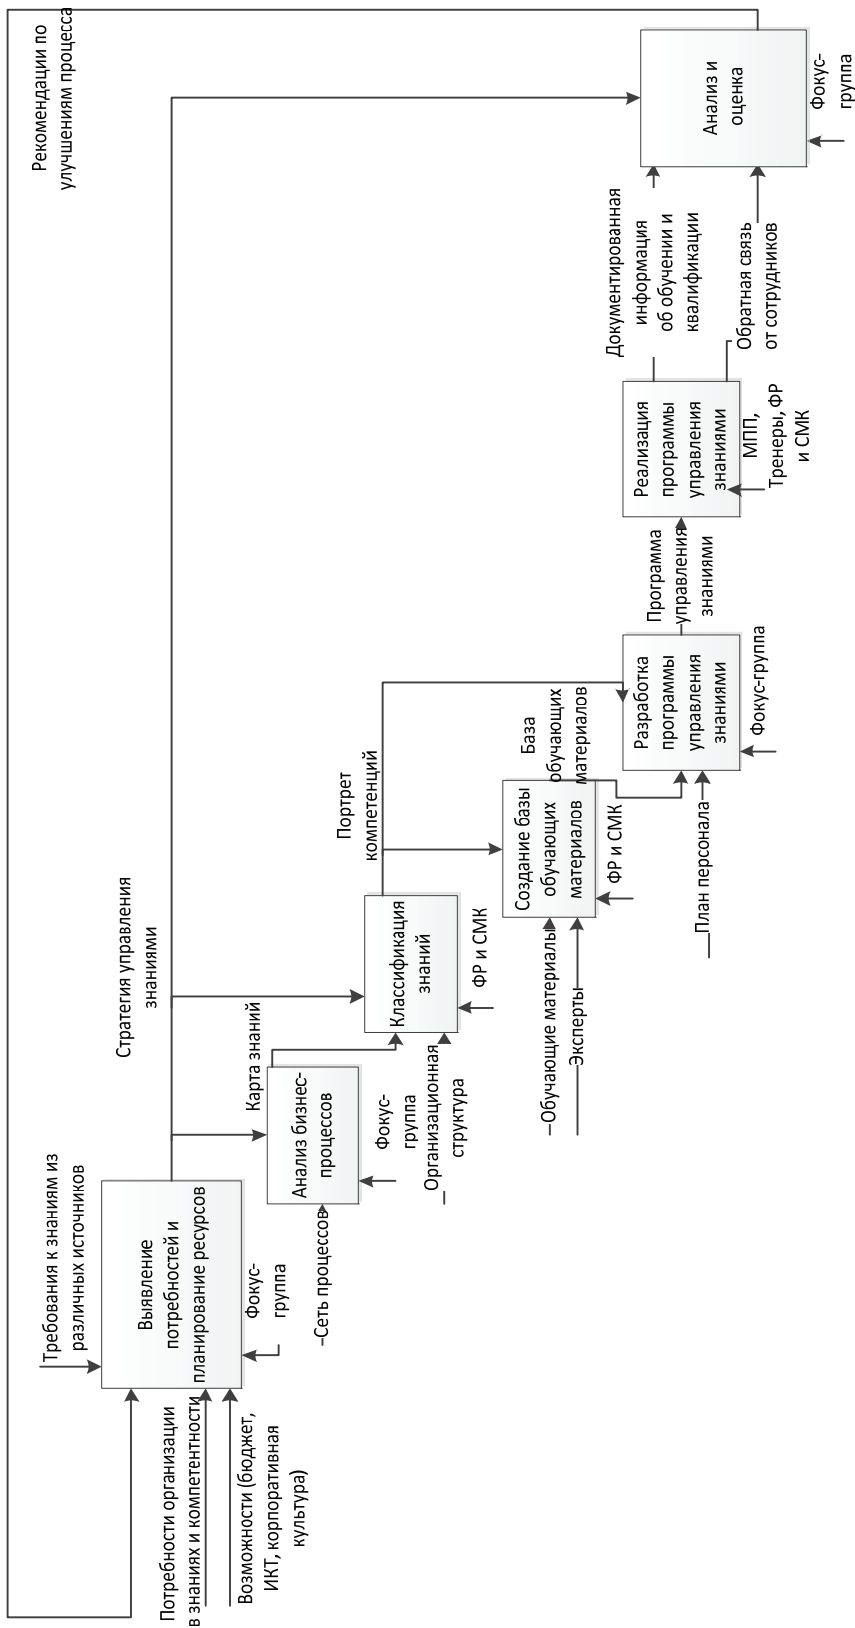 Рекомендации по
улучшениям процесса
Требования к знаниям из
различных источников
Потребности организации
в знаниях и компетентности
Возможности (бюджет,
ИКТ, корпоративная
культура)
Выявление
потребностей и
планирование ресурсов
Фокус-
группа
Стратегия управления
знаниями
Сеть процессов
Анализ бизнес-
процессов
Фокус-
группа
Карта знаний
Организационная
структура
Классификация
знаний
ФР и СМК
Портрет
компетенций
Обучающие материалы
Эксперты
Создание базы
обучающих
материалов
ФР и СМК
База
обучающих
материалов
План персонала
Разработка
программы
управления
знаниями
Фокус-группа
Программа
управления
знаниями
Реализация
программы
управления
знаниями
МПП,
Тренеры, ФР
и СМК
Документированная
информация
об обучении и
квалификации
Обратная связь
от сотрудников
Анализ и
оценка
Фокус-
группа